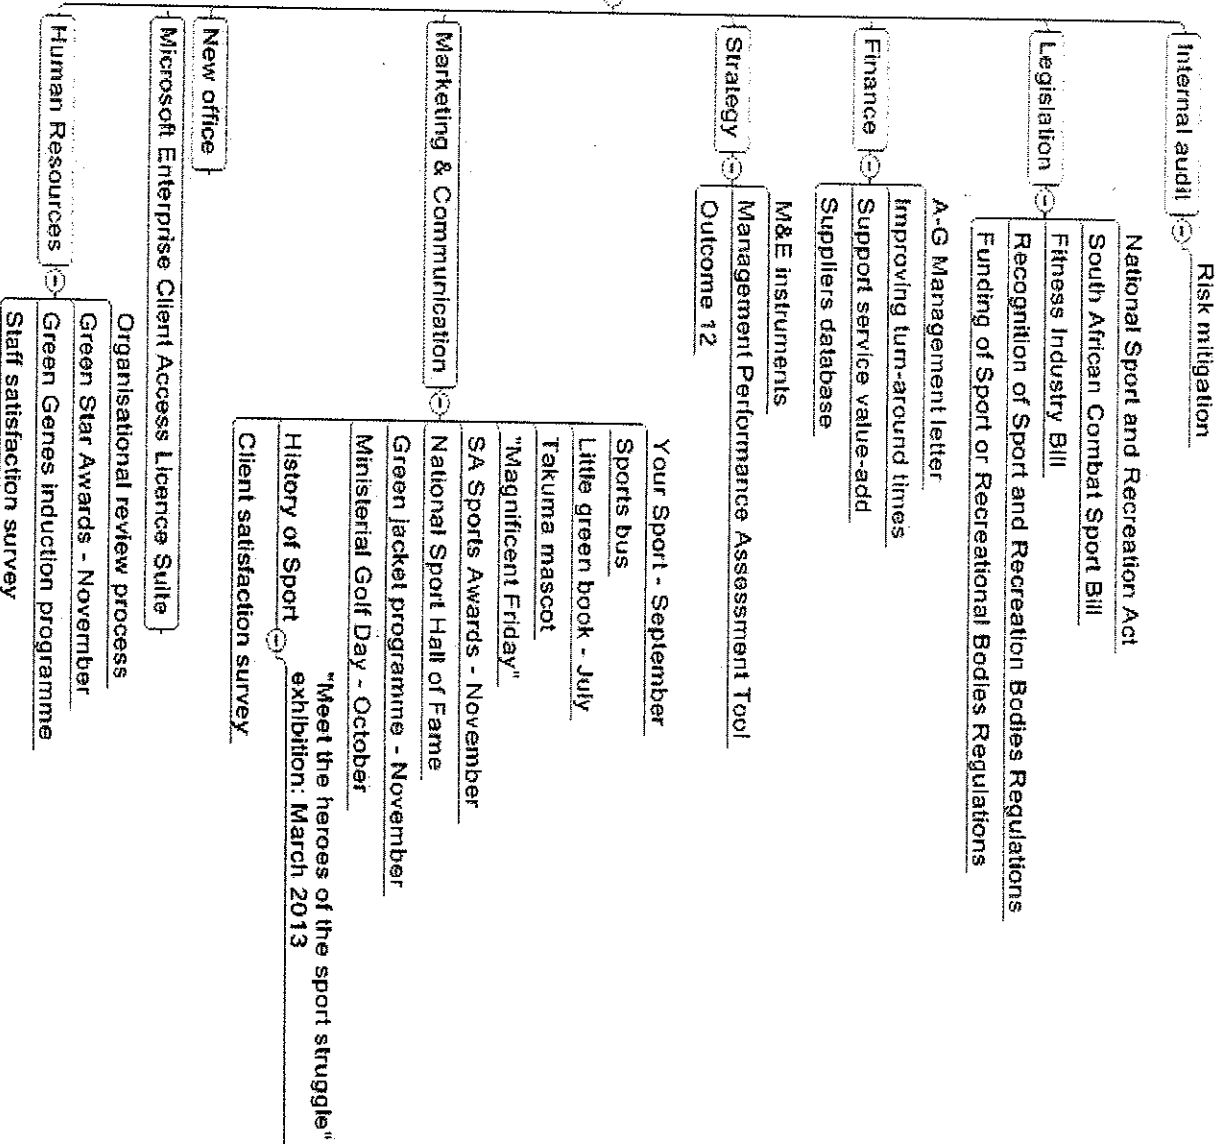 Internal audit
Risk mitigation
Legislation
National Sport and Recreation Act
South African Combat Sport Bill
Fitness Industry Bill
Recognition of Sport and Recreation Bodies Regulations
Funding of Sport or Recreational Bodies Regulations
Finance
A-G Management letter
Improving turn-around times
Support service value-add
Suppliers database
Strategy
M&E instruments
Management Performance Assessment Tool
Outcome 12
Marketing & Communication
Your Sport - September
Sports bus
Little green book - July
Takuma mascot
"Magnificent Friday"
SA Sports Awards - November
National Sport Hall of Fame
Green jacket programme - November
Ministerial Golf Day - October
History of Sport
"Meet the heroes of the sport struggle"
exhibition: March 2013
Client satisfaction survey
New office
Microsoft Enterprise Client Access Licence Suite
Human Resources
Organisational review process
Green Star Awards - November
Green Genes induction programme
Staff satisfaction survey